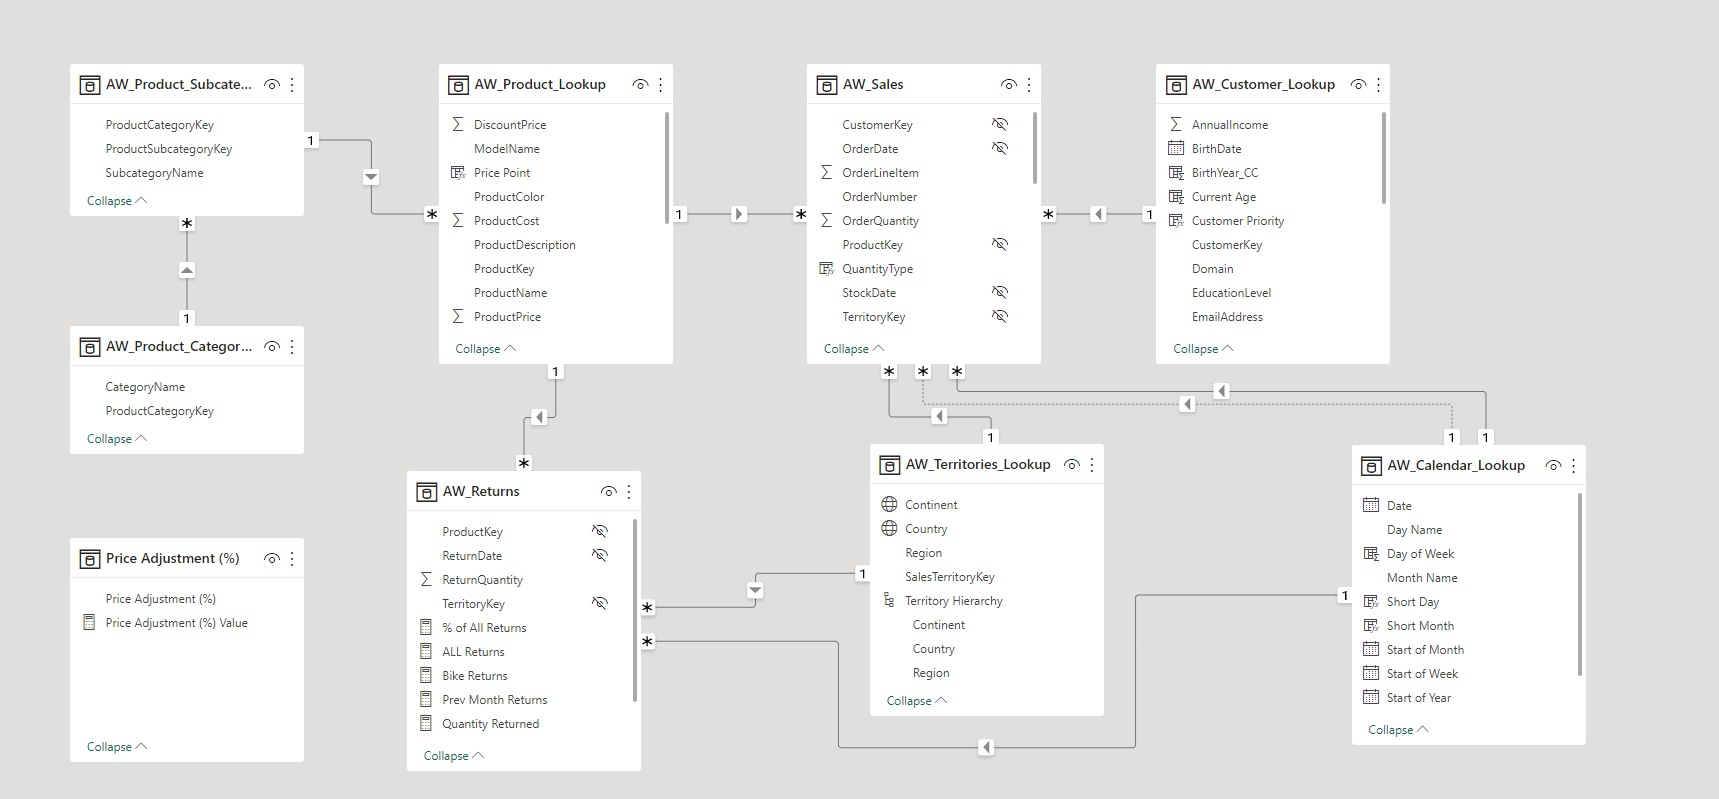 AW_Product_Subcate...
ProductCategoryKey
ProductSubcategoryKey
SubcategoryName
Collapse
1
*
*
1
AW_Product_Categor...
CategoryName
ProductCategoryKey
Collapse
Price Adjustment (%)
Price Adjustment (%)
Price Adjustment (%) Value
Collapse
AW_Product_Lookup
DiscountPrice
ModelName
Price Point
ProductColor
ProductCost
ProductDescription
ProductKey
ProductName
ProductPrice
Collapse
1
*
1
*
AW_Returns
ProductKey
ReturnDate
ReturnQuantity
TerritoryKey
% of All Returns
ALL Returns
Bike Returns
Prev Month Returns
Quantity Returned
Collapse
*
*
AW_Sales
CustomerKey
OrderDate
OrderLineItem
OrderNumber
OrderQuantity
ProductKey
QuantityType
StockDate
TerritoryKey
Collapse
*
1
* * *
1
AW_Territories_Lookup
Continent
Country
Region
SalesTerritoryKey
Territory Hierarchy
Continent
Country
Region
Collapse
1
AW_Customer_Lookup
AnnualIncome
BirthDate
BirthYear_CC
Current Age
Customer Priority
CustomerKey
Domain
EducationLevel
EmailAddress
Collapse
1 1
AW_Calendar_Lookup
Date
Day Name
Day of Week
Month Name
Short Day
Short Month
Start of Month
Start of Week
Start of Year
Collapse
1